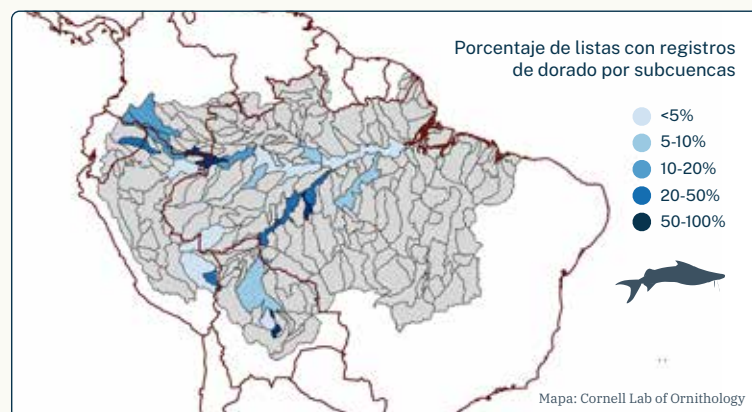 Porcentaje de listas con registros
de dorado por subcuencas
<5%
5-10%
10-20%
20-50%
50-100%
Mapa: Cornell Lab of Ornithology